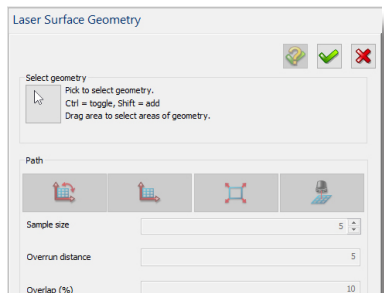 Laser Surface Geometry
Select geometry
Pick to select geometry.
Ctrl = toggle, Shift = add
Drag area to select areas of geometry.
Path
Sample size 5
Overrun distance 5
Overlap (%) 10